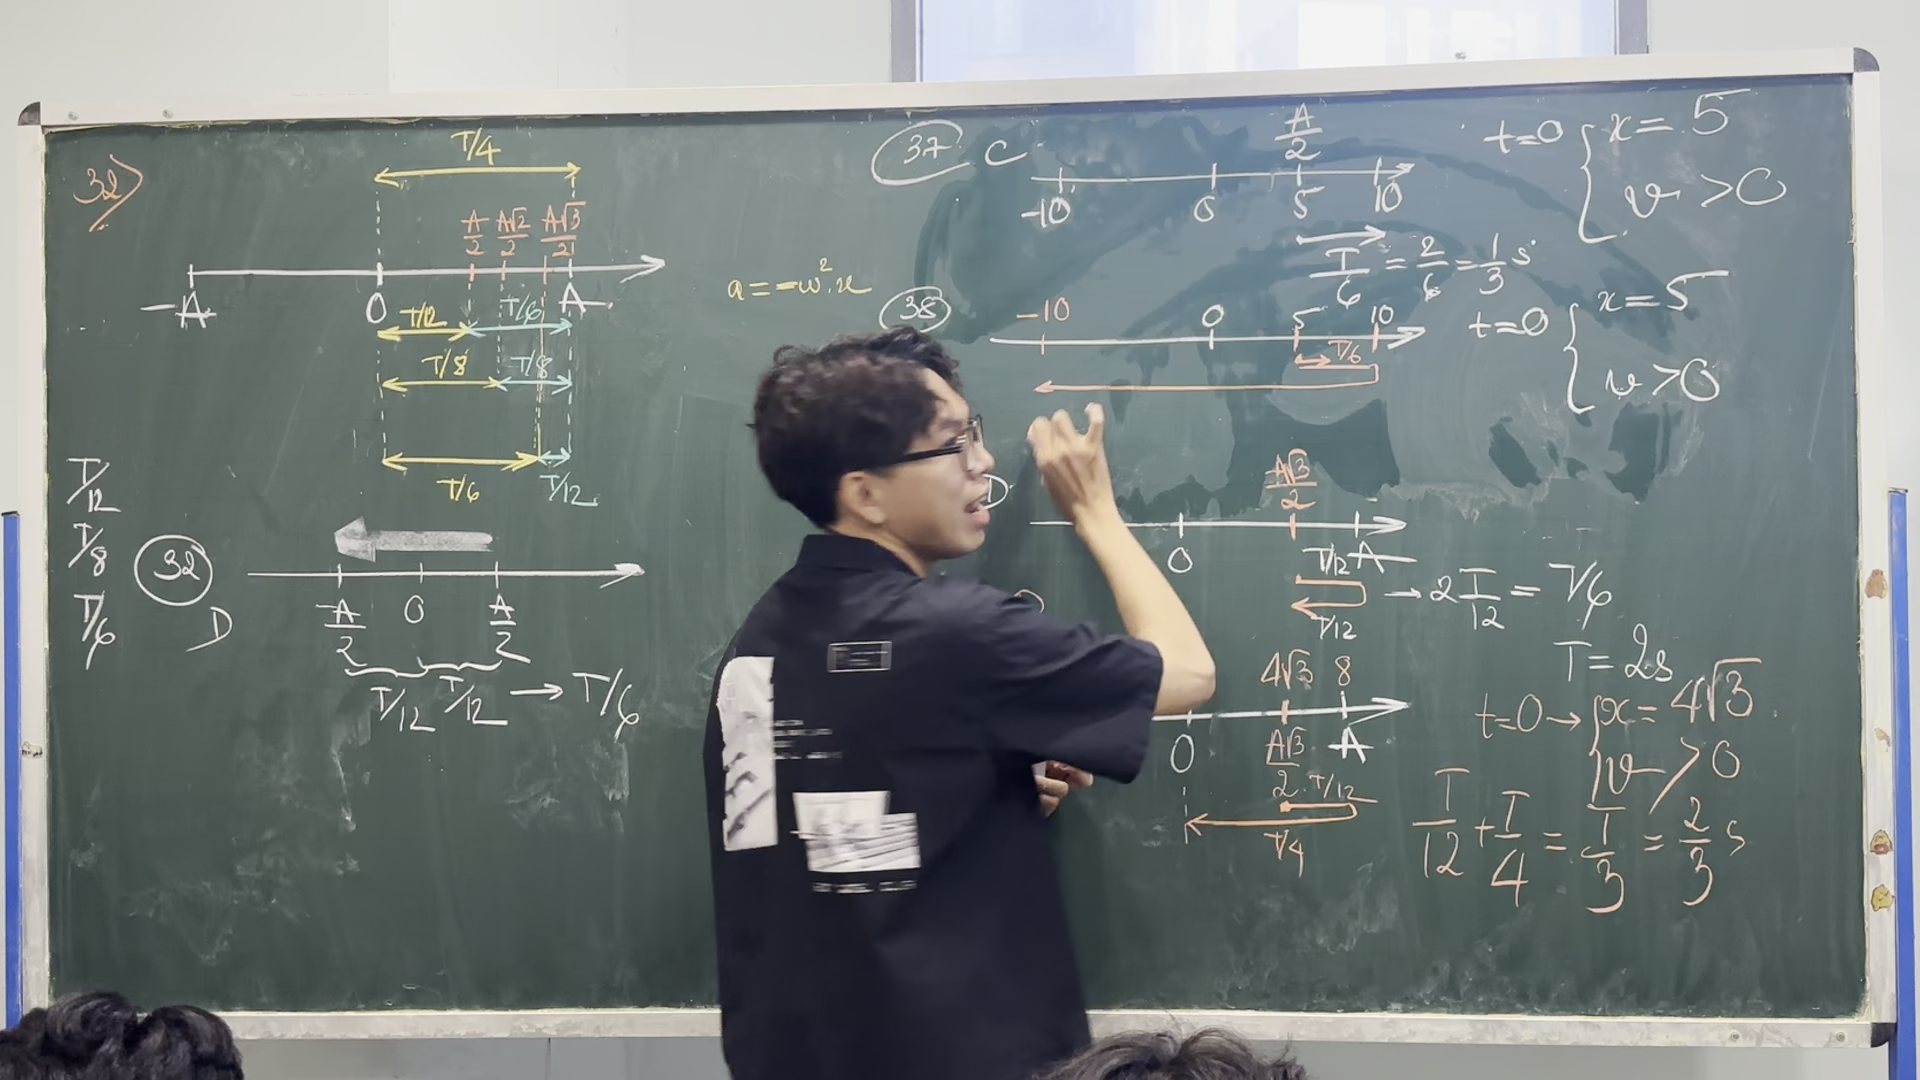 32)
T/4
A/2 A√2/2 A√3/2
-A O A
T/12 T/6
T/8 T/8
T/6 T/12
T/12
T/8
T/6
32
D
-A/2 O A/2
T/12 T/12 → T/6
a = -ω².x
37 C
A/2
-10 0 5 10
t=0 { x = 5
v > 0
T/6 = 2/6 = 1/3 s
38
-10 0 5 10
T/6
t=0 { x = 5
v > 0
D
A√3/2
O A
T/12
T/12
→ 2 T/12 = T/6
T = 2s
4√3 8
O A√3/2 A
T/12
T/4
t=0 → { x = 4√3
v > 0
T/12 + T/4 = T/3 = 2/3 s